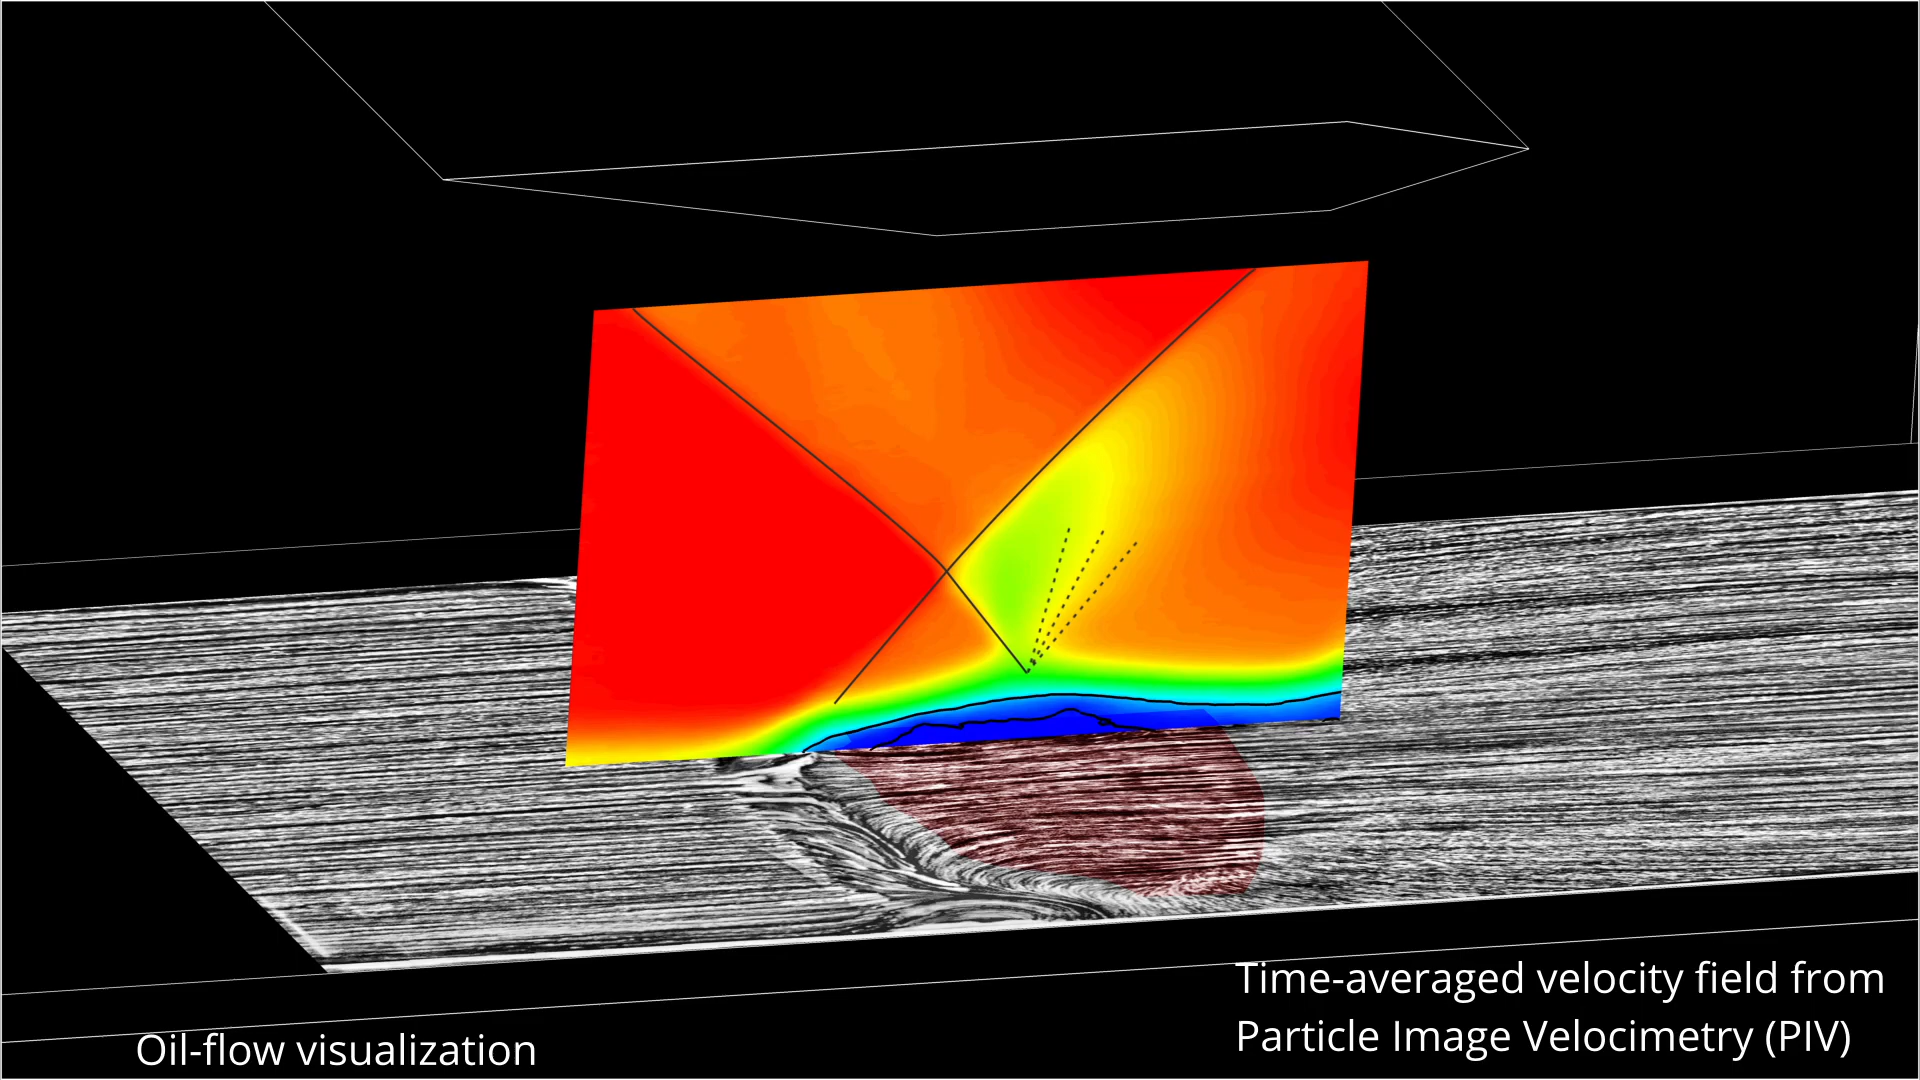 Time-averaged velocity field from
Particle Image Velocimetry (PIV)
Oil-flow visualization